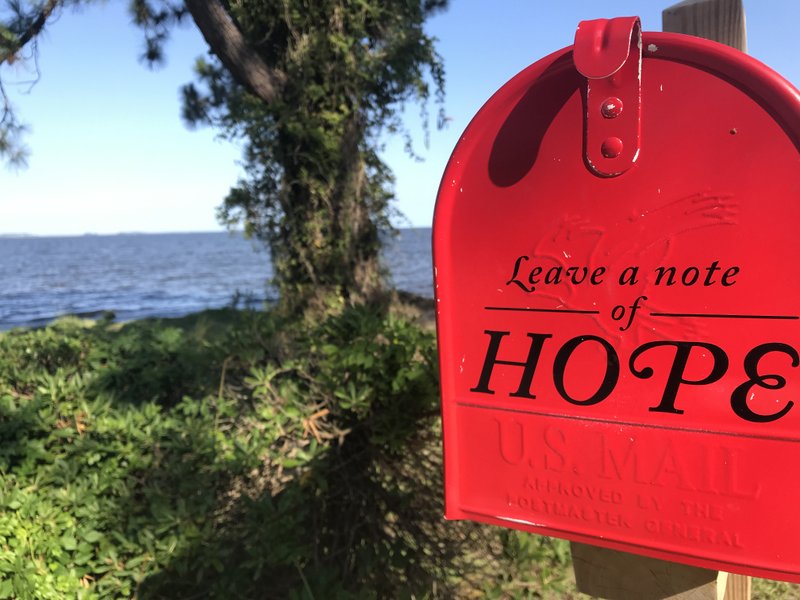 Leave a note
of
HOPE
U.S. MAIL
APPROVED BY THE
POSTMASTER GENERAL